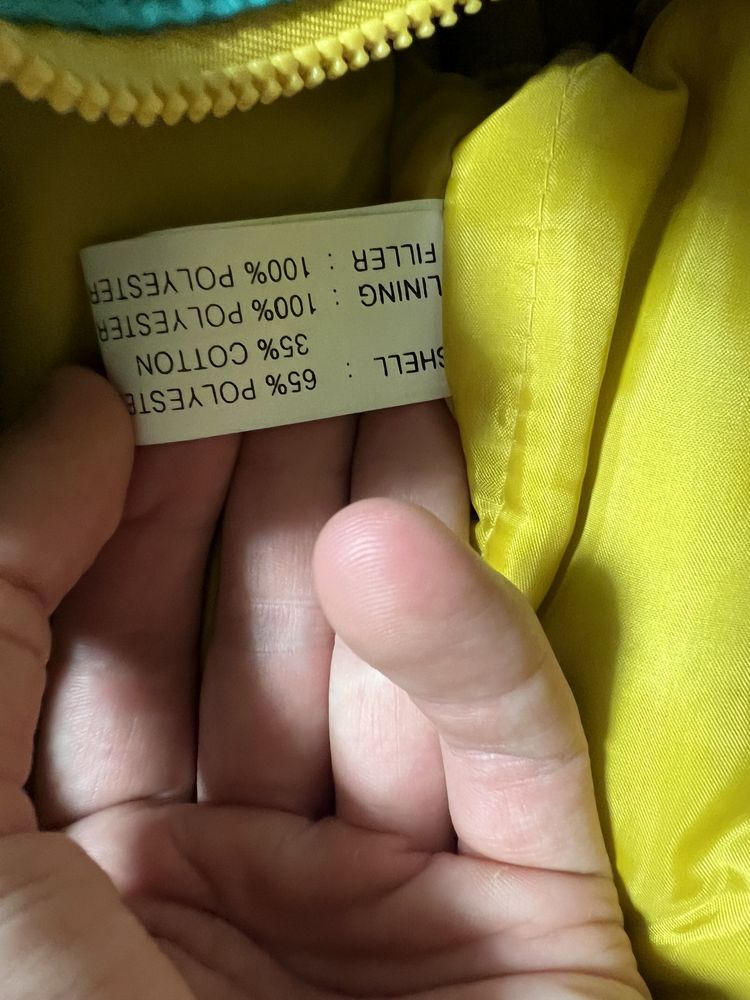 SHELL : 65% POLYESTE
35% COTTON
LINING : 100% POLYESTER
FILLER : 100% POLYESTER